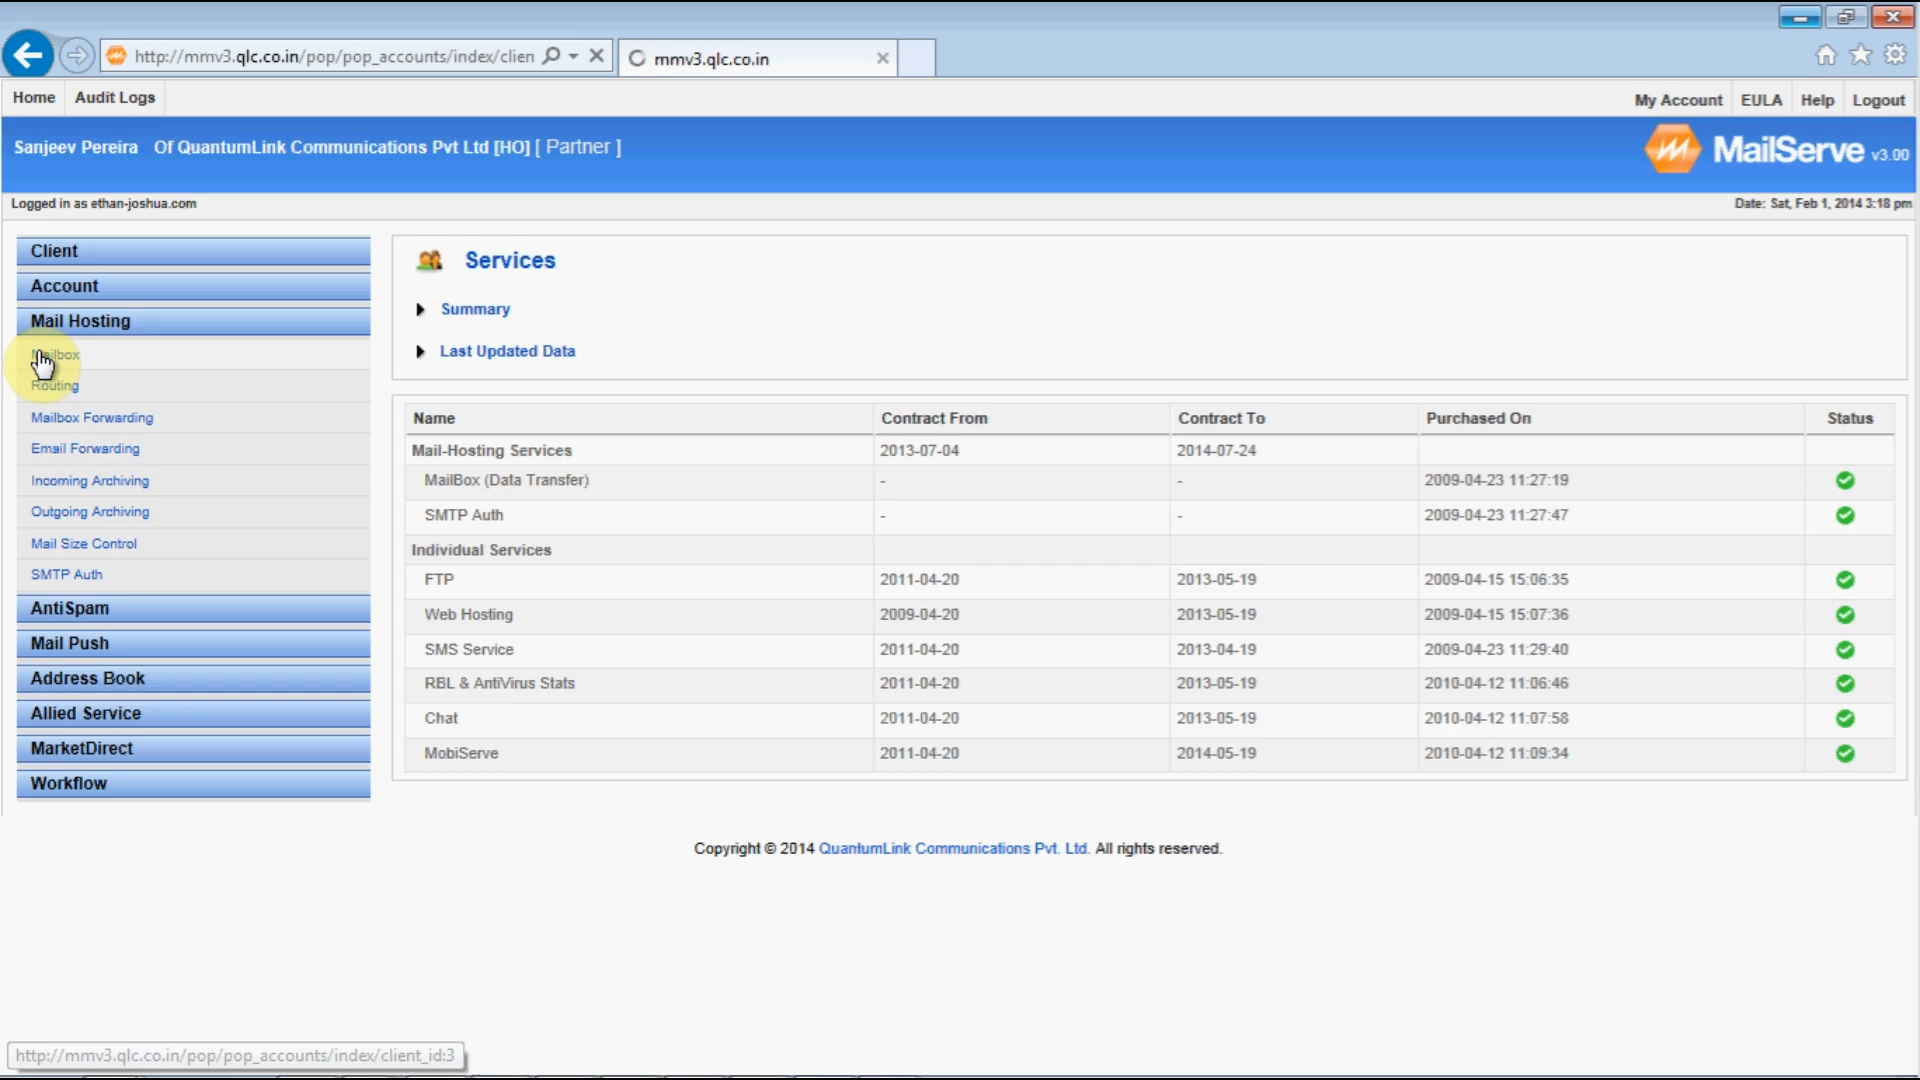 http://mmv3.qlc.co.in/pop/pop_accounts/index/clien
mmv3.qlc.co.in
Home Audit Logs
My Account EULA Help Logout
Sanjeev Pereira Of QuantumLink Communications Pvt Ltd [HO] [ Partner ]
MailServe v3.00
Logged in as ethan-joshua.com
Date: Sat, Feb 1, 2014 3:18 pm
Client
Account
Mail Hosting
Mailbox
Routing
Mailbox Forwarding
Email Forwarding
Incoming Archiving
Outgoing Archiving
Mail Size Control
SMTP Auth
AntiSpam
Mail Push
Address Book
Allied Service
MarketDirect
Workflow
Services
Summary
Last Updated Data
Name Contract From Contract To Purchased On Status
Mail-Hosting Services 2013-07-04 2014-07-24
MailBox (Data Transfer) - - 2009-04-23 11:27:19
SMTP Auth - - 2009-04-23 11:27:47
Individual Services
FTP 2011-04-20 2013-05-19 2009-04-15 15:06:35
Web Hosting 2009-04-20 2013-05-19 2009-04-15 15:07:36
SMS Service 2011-04-20 2013-04-19 2009-04-23 11:29:40
RBL & AntiVirus Stats 2011-04-20 2013-05-19 2010-04-12 11:06:46
Chat 2011-04-20 2013-05-19 2010-04-12 11:07:58
MobiServe 2011-04-20 2014-05-19 2010-04-12 11:09:34
Copyright © 2014 QuantumLink Communications Pvt. Ltd. All rights reserved.
http://mmv3.qlc.co.in/pop/pop_accounts/index/client_id:3